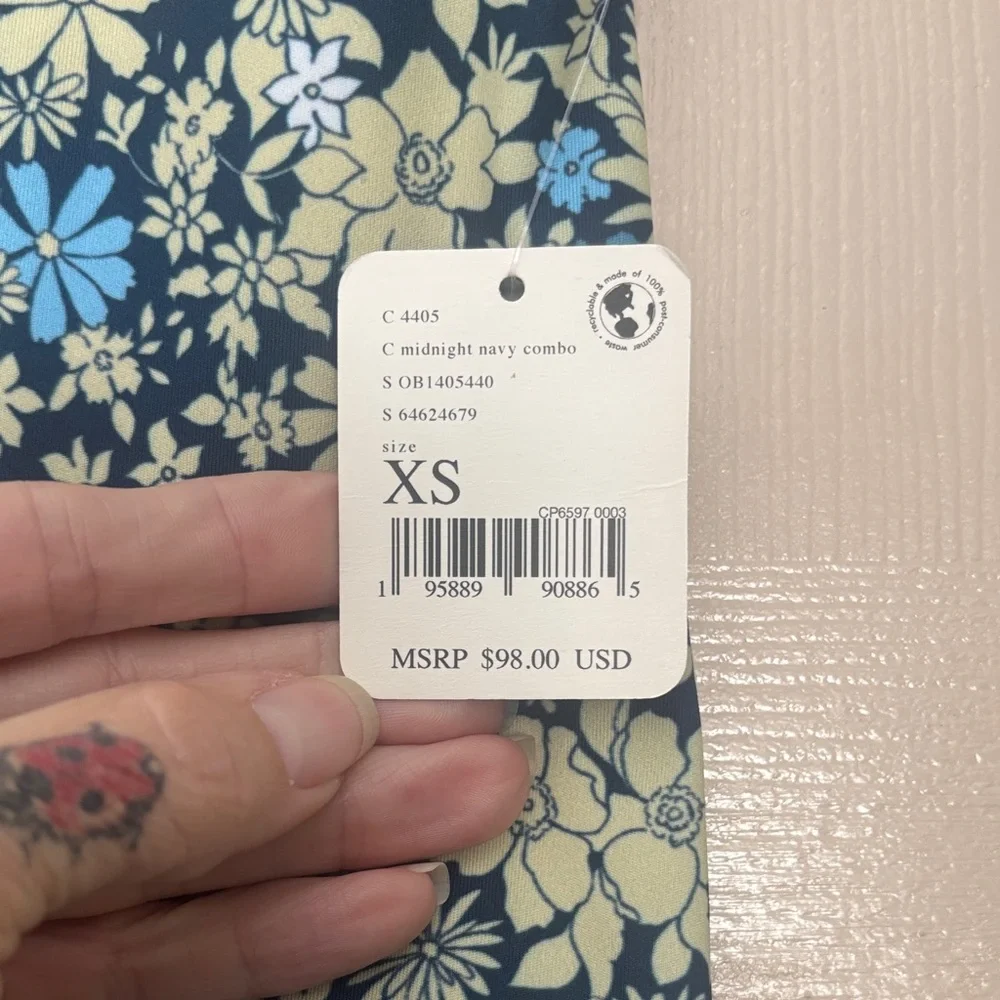 recyclable & made of 100% post-consumer waste •
C 4405
C midnight navy combo
S OB1405440
S 64624679
size
XS
CP6597 0003
1 95889 90886 5
MSRP $98.00 USD